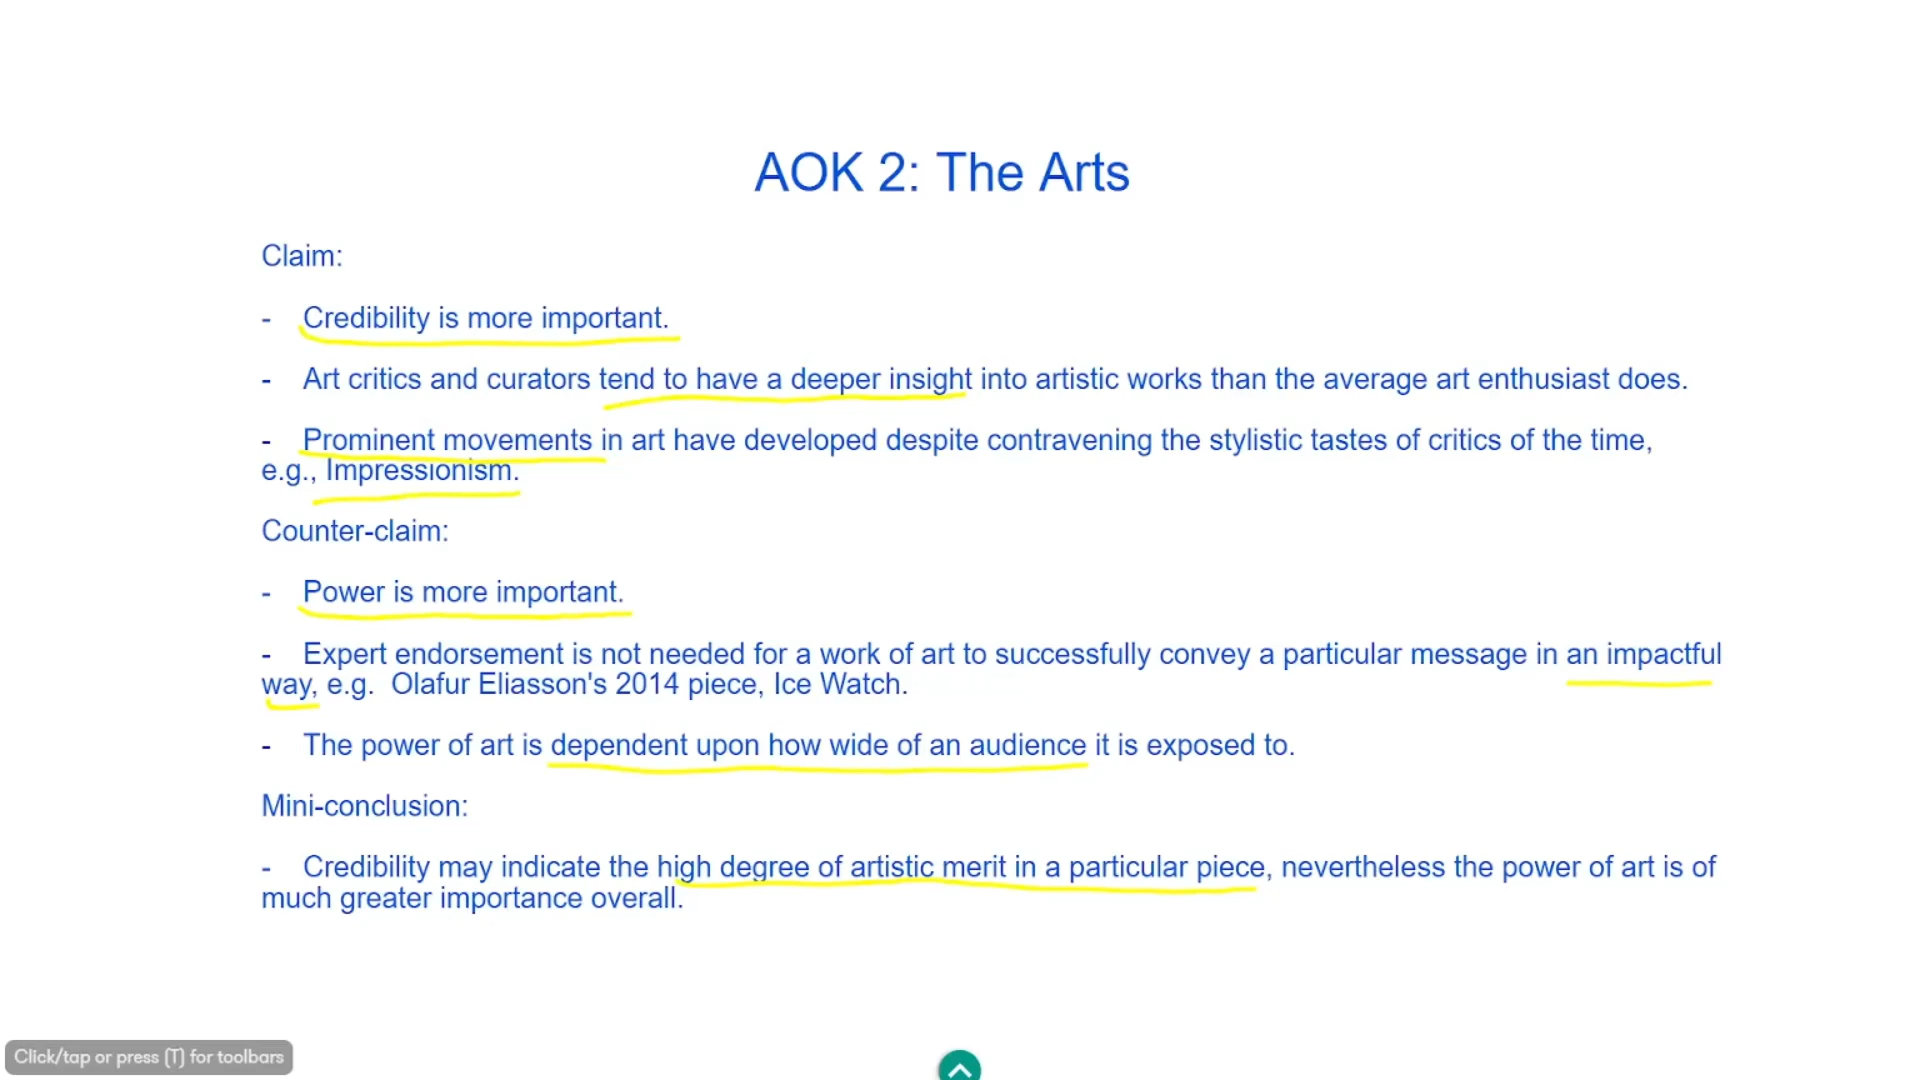 AOK 2: The Arts
Claim:
- Credibility is more important.
- Art critics and curators tend to have a deeper insight into artistic works than the average art enthusiast does.
- Prominent movements in art have developed despite contravening the stylistic tastes of critics of the time,
e.g., Impressionism.
Counter-claim:
- Power is more important.
- Expert endorsement is not needed for a work of art to successfully convey a particular message in an impactful
way, e.g. Olafur Eliasson's 2014 piece, Ice Watch.
- The power of art is dependent upon how wide of an audience it is exposed to.
Mini-conclusion:
- Credibility may indicate the high degree of artistic merit in a particular piece, nevertheless the power of art is of
much greater importance overall.
Click/tap or press (T) for toolbars